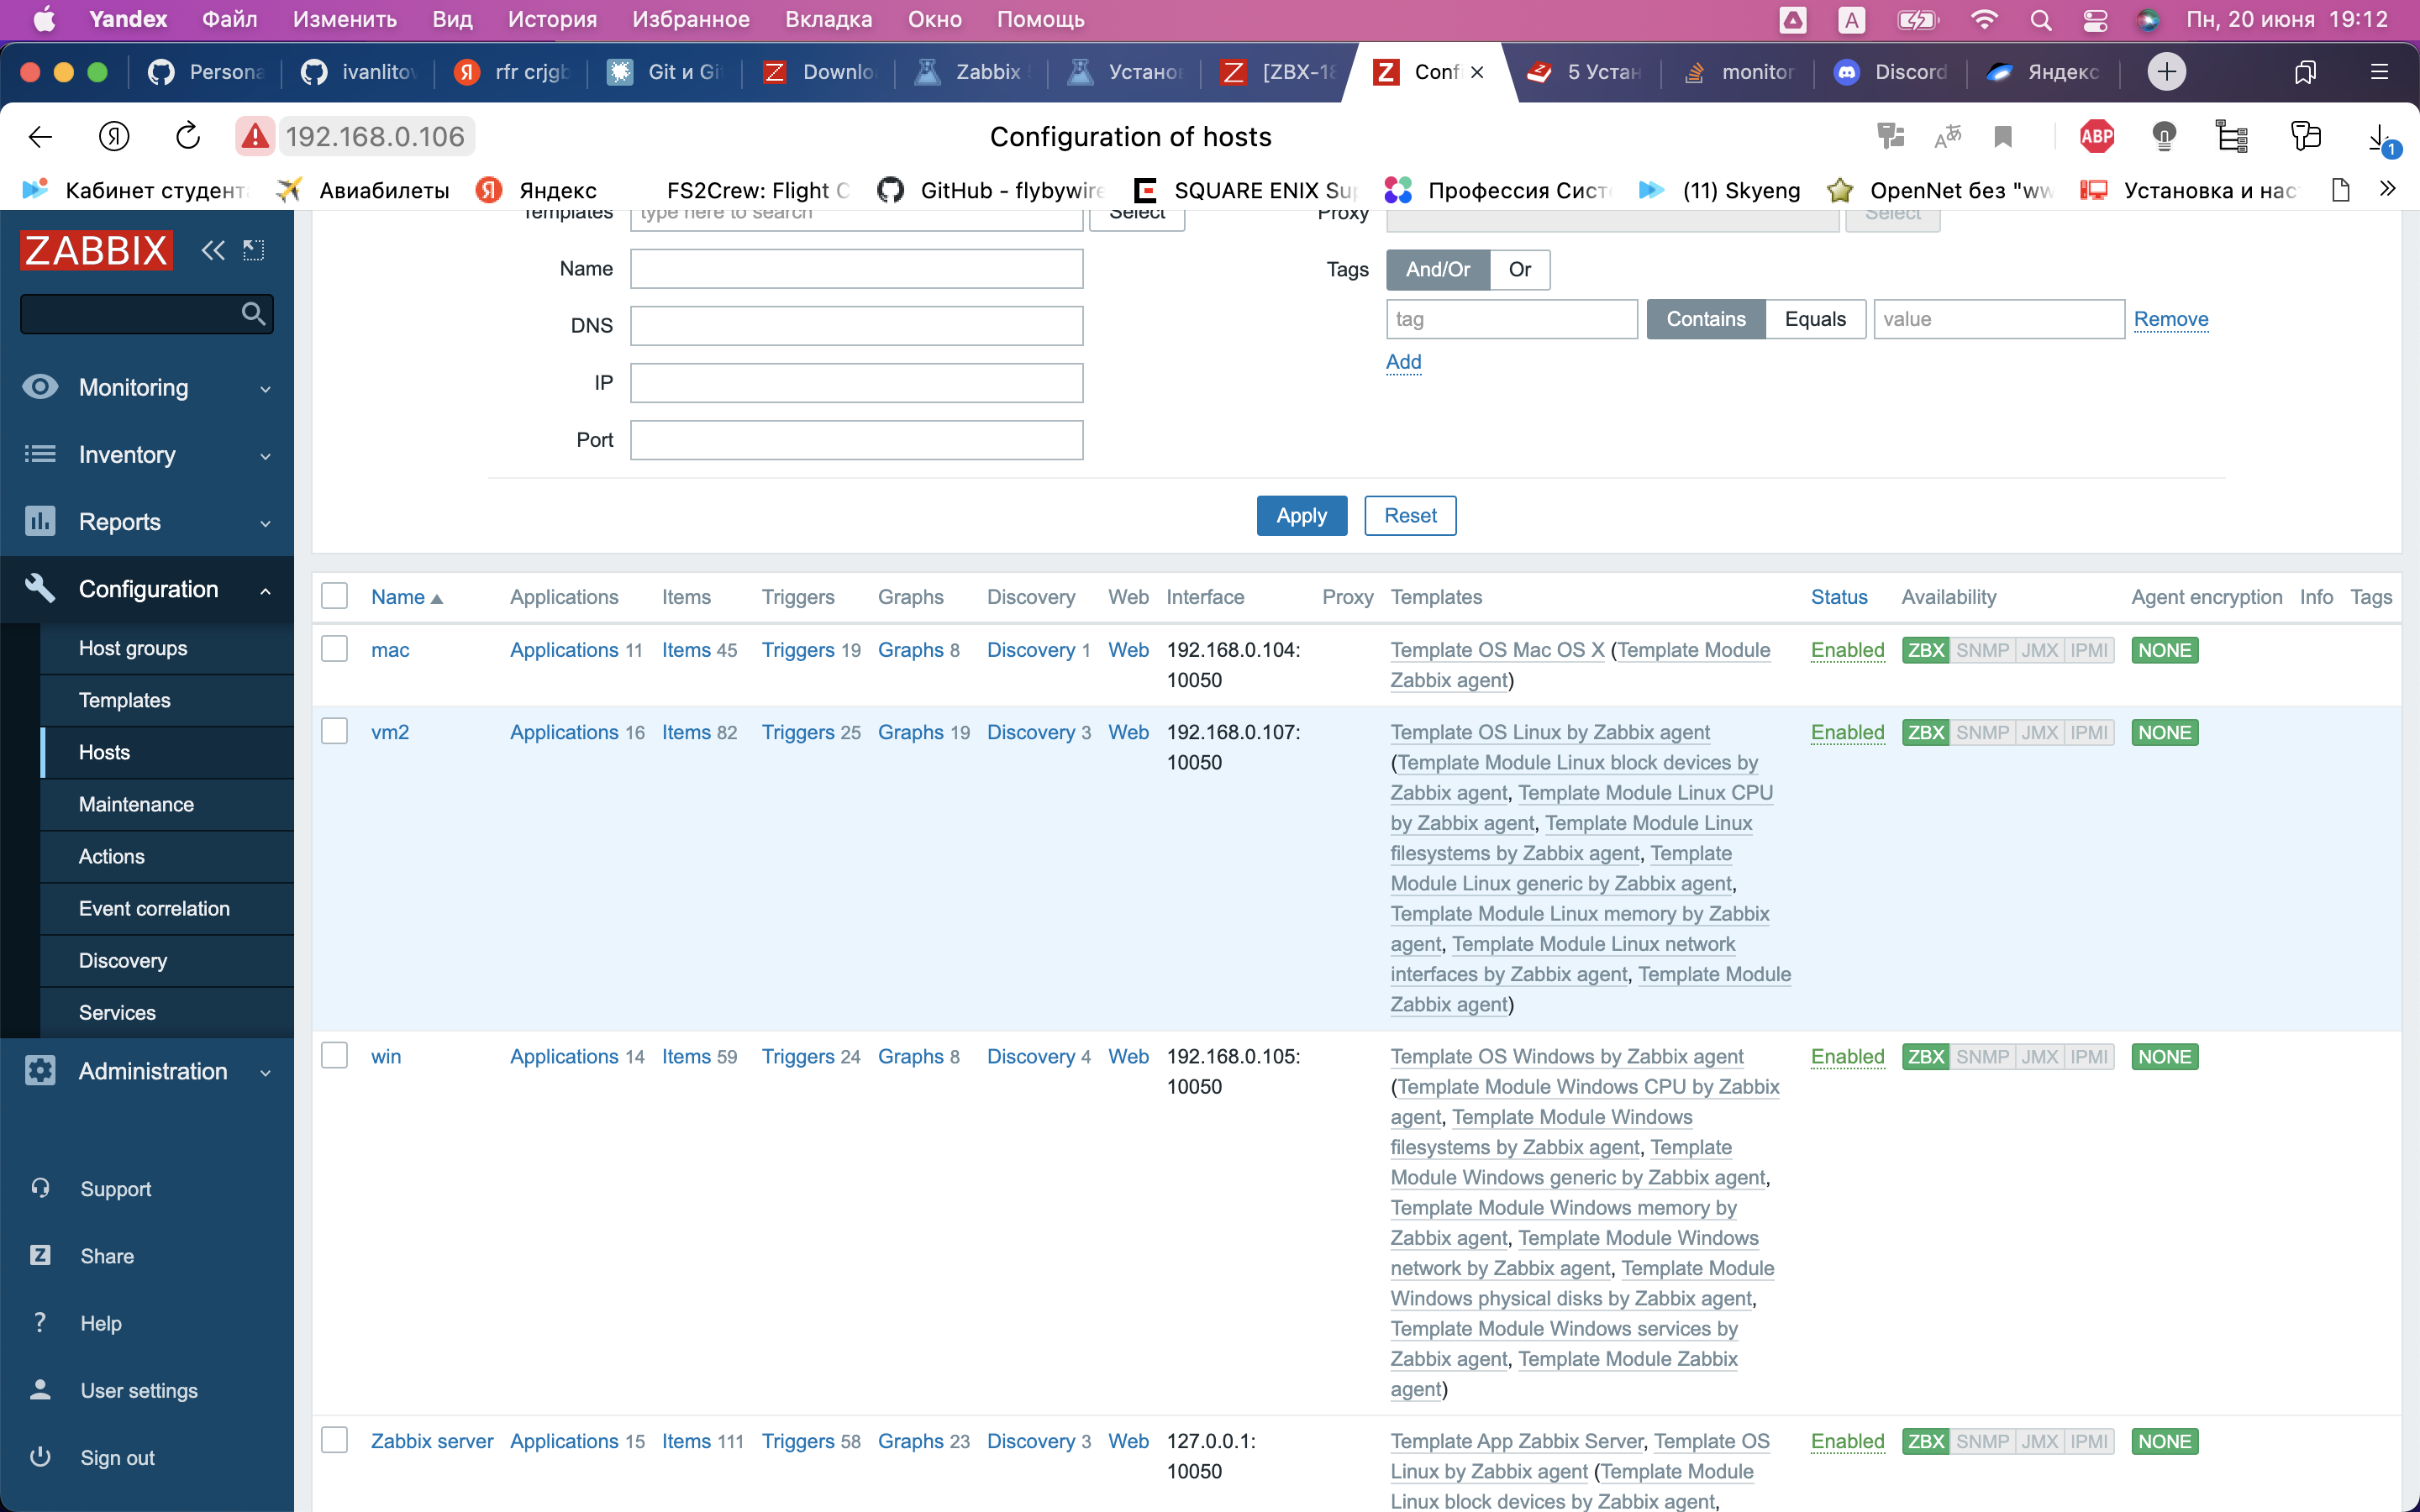 Yandex Файл Изменить Вид История Избранное Вкладка Окно Помощь A Пн, 20 июня 19:12
Persona ivanlitov rfr crjgb Git и Gi Downlo Zabbix Устано [ZBX-18 Conf 5 Устан monitor Discord Яндекс
192.168.0.106 Configuration of hosts ABP 1
Кабинет студент Авиабилеты Яндекс FS2Crew: Flight GitHub - flybywire SQUARE ENIX Sup Профессия Сист (11) Skyeng OpenNet без "ww Установка и нас
Templates type here to search Select Proxy Select
ZABBIX
Name Tags And/Or Or
DNS tag Contains Equals value Remove
Add
IP
Port
Apply Reset
Monitoring
Inventory
Reports
Configuration
Host groups
Templates
Hosts
Maintenance
Actions
Event correlation
Discovery
Services
Administration
Support
Share
Help
User settings
Sign out
Name Applications Items Triggers Graphs Discovery Web Interface Proxy Templates Status Availability Agent encryption Info Tags
mac Applications 11 Items 45 Triggers 19 Graphs 8 Discovery 1 Web 192.168.0.104: Template OS Mac OS X (Template Module Enabled ZBX SNMP JMX IPMI NONE
10050 Zabbix agent)
vm2 Applications 16 Items 82 Triggers 25 Graphs 19 Discovery 3 Web 192.168.0.107: Template OS Linux by Zabbix agent Enabled ZBX SNMP JMX IPMI NONE
10050 (Template Module Linux block devices by
Zabbix agent, Template Module Linux CPU
by Zabbix agent, Template Module Linux
filesystems by Zabbix agent, Template
Module Linux generic by Zabbix agent,
Template Module Linux memory by Zabbix
agent, Template Module Linux network
interfaces by Zabbix agent, Template Module
Zabbix agent)
win Applications 14 Items 59 Triggers 24 Graphs 8 Discovery 4 Web 192.168.0.105: Template OS Windows by Zabbix agent Enabled ZBX SNMP JMX IPMI NONE
10050 (Template Module Windows CPU by Zabbix
agent, Template Module Windows
filesystems by Zabbix agent, Template
Module Windows generic by Zabbix agent,
Template Module Windows memory by
Zabbix agent, Template Module Windows
network by Zabbix agent, Template Module
Windows physical disks by Zabbix agent,
Template Module Windows services by
Zabbix agent, Template Module Zabbix
agent)
Zabbix server Applications 15 Items 111 Triggers 58 Graphs 23 Discovery 3 Web 127.0.0.1: Template App Zabbix Server, Template OS Enabled ZBX SNMP JMX IPMI NONE
10050 Linux by Zabbix agent (Template Module
Linux block devices by Zabbix agent,